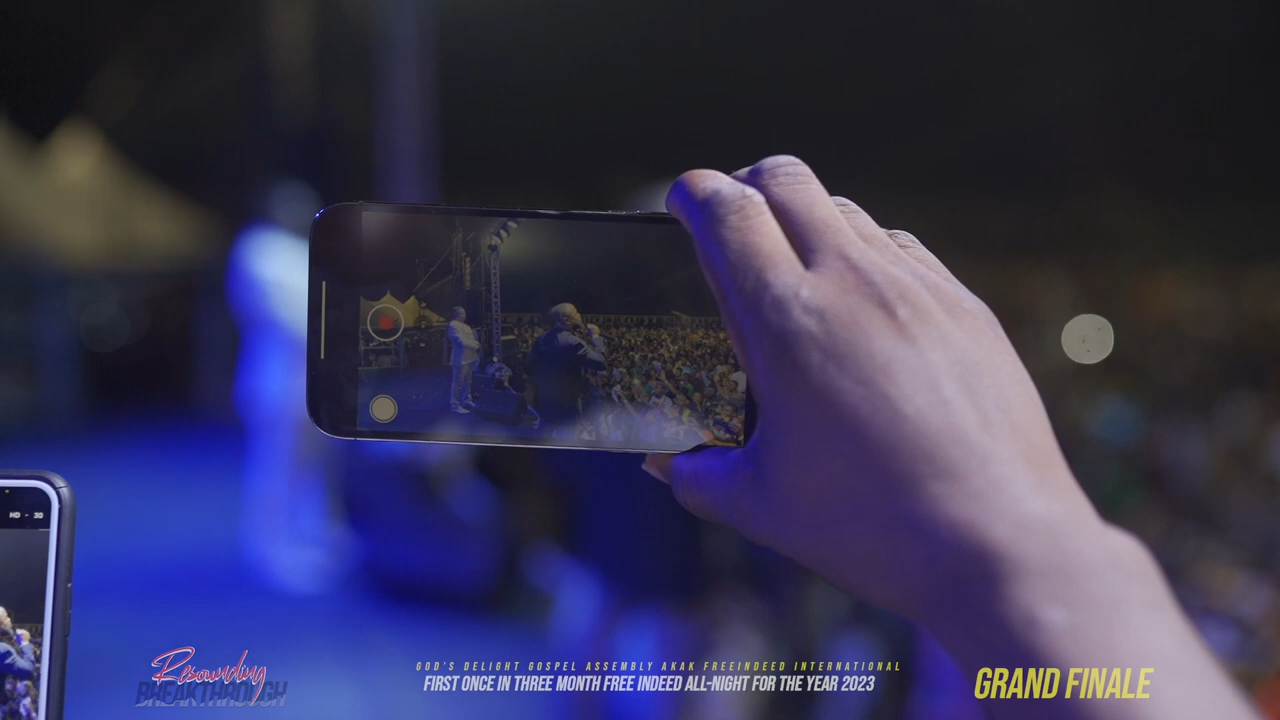 HD · 30
Resounding
BREAKTHROUGH
GOD'S DELIGHT GOSPEL ASSEMBLY AKAK FREEINDEED INTERNATIONAL
FIRST ONCE IN THREE MONTH FREE INDEED ALL-NIGHT FOR THE YEAR 2023
GRAND FINALE